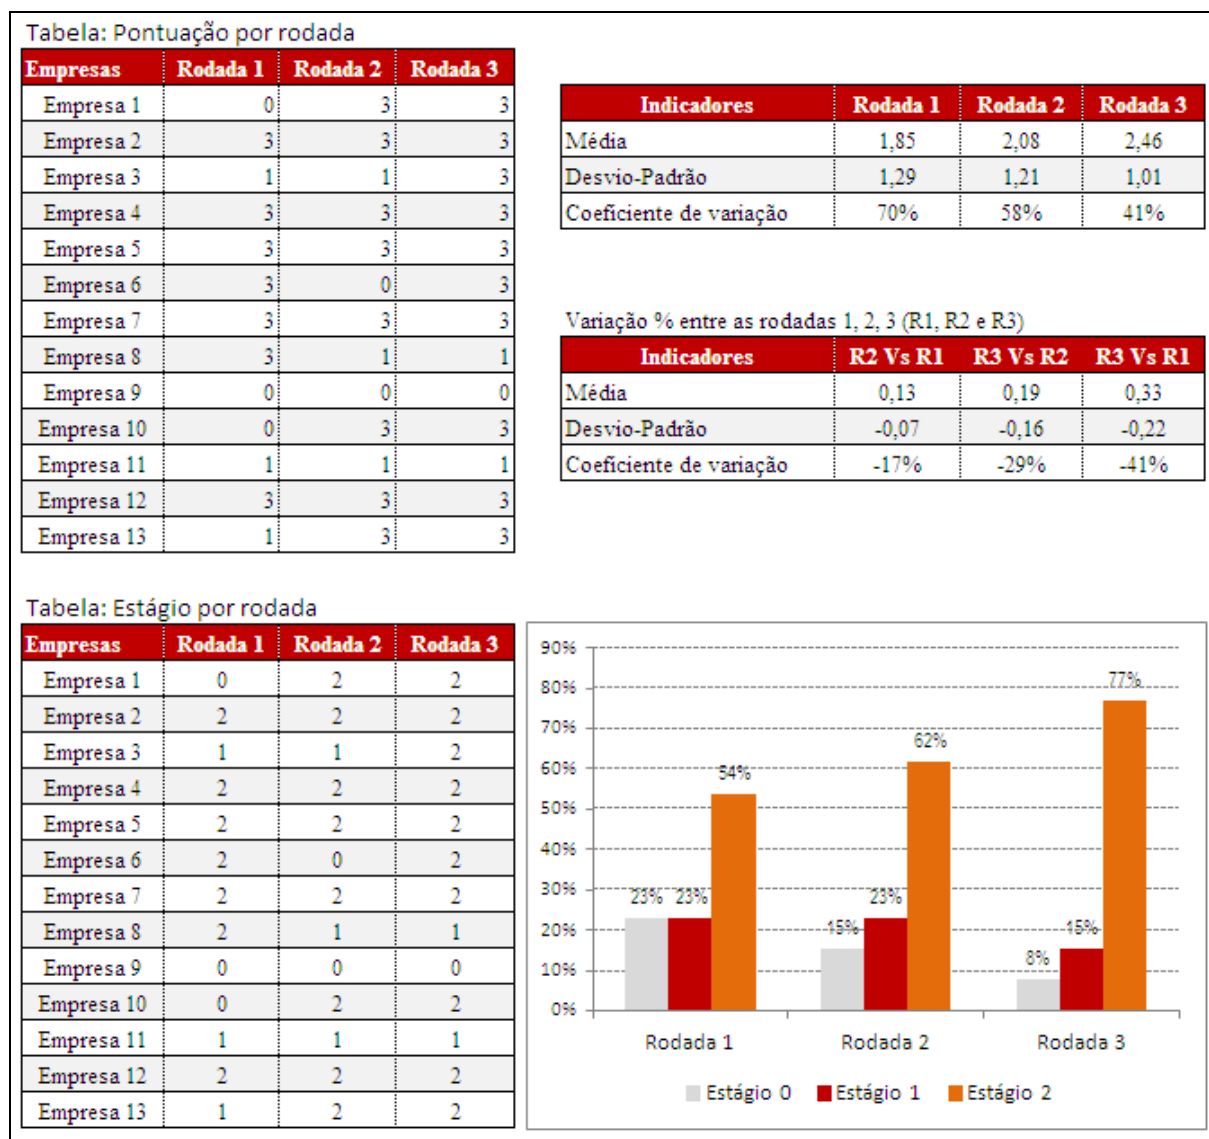 Tabela: Pontuação por rodada
Empresas Rodada 1 Rodada 2 Rodada 3
Empresa 1 0 3 3
Empresa 2 3 3 3
Empresa 3 1 1 3
Empresa 4 3 3 3
Empresa 5 3 3 3
Empresa 6 3 0 3
Empresa 7 3 3 3
Empresa 8 3 1 1
Empresa 9 0 0 0
Empresa 10 0 3 3
Empresa 11 1 1 1
Empresa 12 3 3 3
Empresa 13 1 3 3
Indicadores Rodada 1 Rodada 2 Rodada 3
Média 1,85 2,08 2,46
Desvio-Padrão 1,29 1,21 1,01
Coeficiente de variação 70% 58% 41%
Variação % entre as rodadas 1, 2, 3 (R1, R2 e R3)
Indicadores R2 Vs R1 R3 Vs R2 R3 Vs R1
Média 0,13 0,19 0,33
Desvio-Padrão -0,07 -0,16 -0,22
Coeficiente de variação -17% -29% -41%
Tabela: Estágio por rodada
Empresas Rodada 1 Rodada 2 Rodada 3
Empresa 1 0 2 2
Empresa 2 2 2 2
Empresa 3 1 1 2
Empresa 4 2 2 2
Empresa 5 2 2 2
Empresa 6 2 0 2
Empresa 7 2 2 2
Empresa 8 2 1 1
Empresa 9 0 0 0
Empresa 10 0 2 2
Empresa 11 1 1 1
Empresa 12 2 2 2
Empresa 13 1 2 2
90%
80%
70%
60%
50%
40%
30%
20%
10%
0%
23% 23% 54%
15% 23% 62%
8% 15% 77%
Rodada 1 Rodada 2 Rodada 3
Estágio 0 Estágio 1 Estágio 2